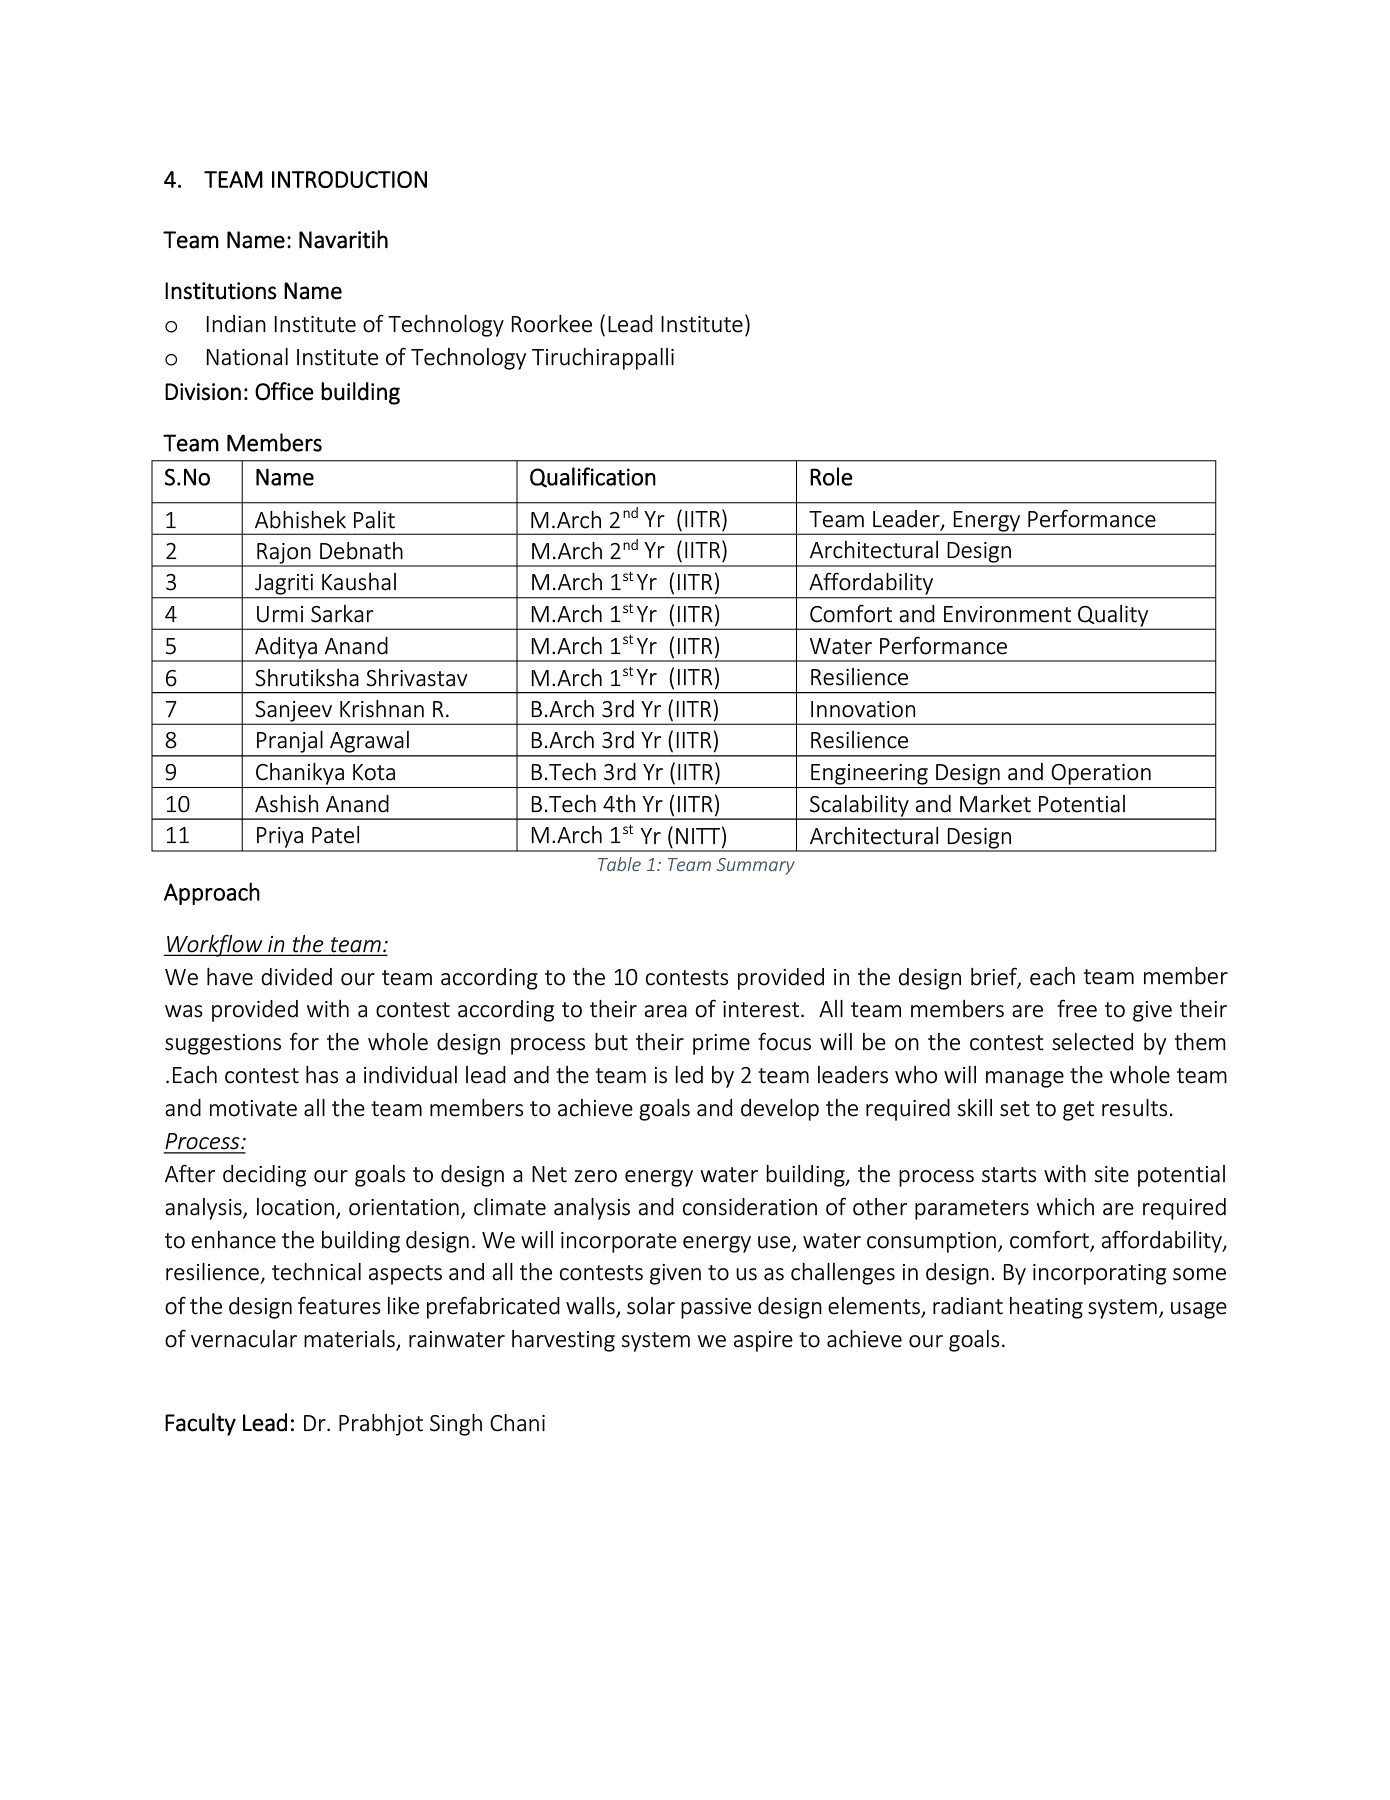 4. TEAM INTRODUCTION
Team Name: Navaritih
Institutions Name
o Indian Institute of Technology Roorkee (Lead Institute)
o National Institute of Technology Tiruchirappalli
Division: Office building
Team Members
S.No Name Qualification Role
1 Abhishek Palit M.Arch 2nd Yr (IITR) Team Leader, Energy Performance
2 Rajon Debnath M.Arch 2nd Yr (IITR) Architectural Design
3 Jagriti Kaushal M.Arch 1st Yr (IITR) Affordability
4 Urmi Sarkar M.Arch 1st Yr (IITR) Comfort and Environment Quality
5 Aditya Anand M.Arch 1st Yr (IITR) Water Performance
6 Shrutiksha Shrivastav M.Arch 1st Yr (IITR) Resilience
7 Sanjeev Krishnan R. B.Arch 3rd Yr (IITR) Innovation
8 Pranjal Agrawal B.Arch 3rd Yr (IITR) Resilience
9 Chanikya Kota B.Tech 3rd Yr (IITR) Engineering Design and Operation
10 Ashish Anand B.Tech 4th Yr (IITR) Scalability and Market Potential
11 Priya Patel M.Arch 1st Yr (NITT) Architectural Design
Table 1: Team Summary
Approach
Workflow in the team:
We have divided our team according to the 10 contests provided in the design brief, each team member
was provided with a contest according to their area of interest. All team members are free to give their
suggestions for the whole design process but their prime focus will be on the contest selected by them
.Each contest has a individual lead and the team is led by 2 team leaders who will manage the whole team
and motivate all the team members to achieve goals and develop the required skill set to get results.
Process:
After deciding our goals to design a Net zero energy water building, the process starts with site potential
analysis, location, orientation, climate analysis and consideration of other parameters which are required
to enhance the building design. We will incorporate energy use, water consumption, comfort, affordability,
resilience, technical aspects and all the contests given to us as challenges in design. By incorporating some
of the design features like prefabricated walls, solar passive design elements, radiant heating system, usage
of vernacular materials, rainwater harvesting system we aspire to achieve our goals.
Faculty Lead: Dr. Prabhjot Singh Chani